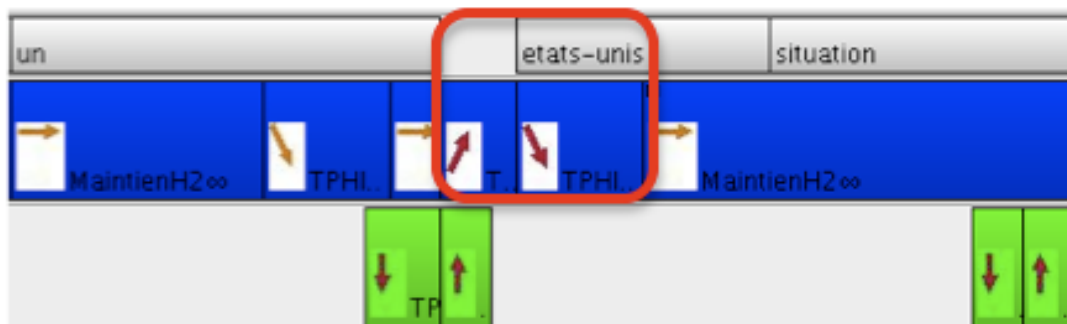 un etats-unis situation
MaintienH2∞ TPHI.. T.. TPHI.. MaintienH2∞
TP . . .